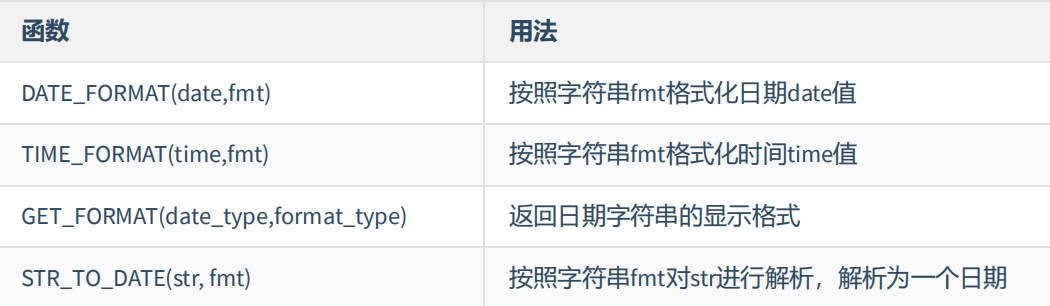 函数 用法
DATE_FORMAT(date,fmt) 按照字符串fmt格式化日期date值
TIME_FORMAT(time,fmt) 按照字符串fmt格式化时间time值
GET_FORMAT(date_type,format_type) 返回日期字符串的显示格式
STR_TO_DATE(str, fmt) 按照字符串fmt对str进行解析，解析为一个日期